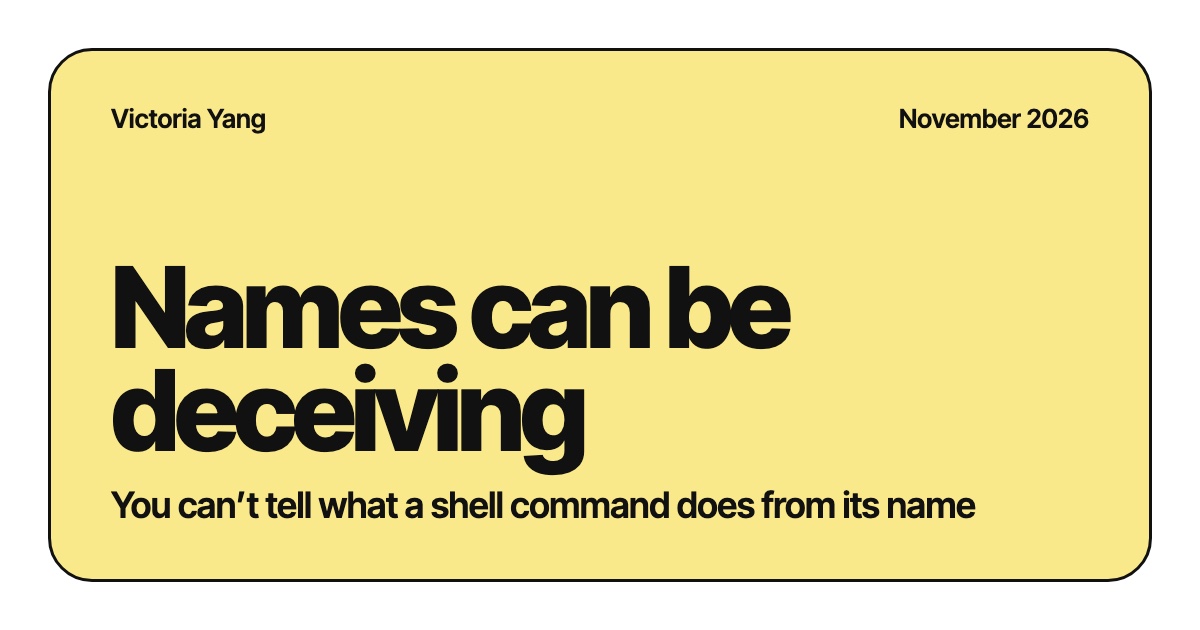 Victoria Yang
November 2026
Names can be
deceiving
You can’t tell what a shell command does from its name